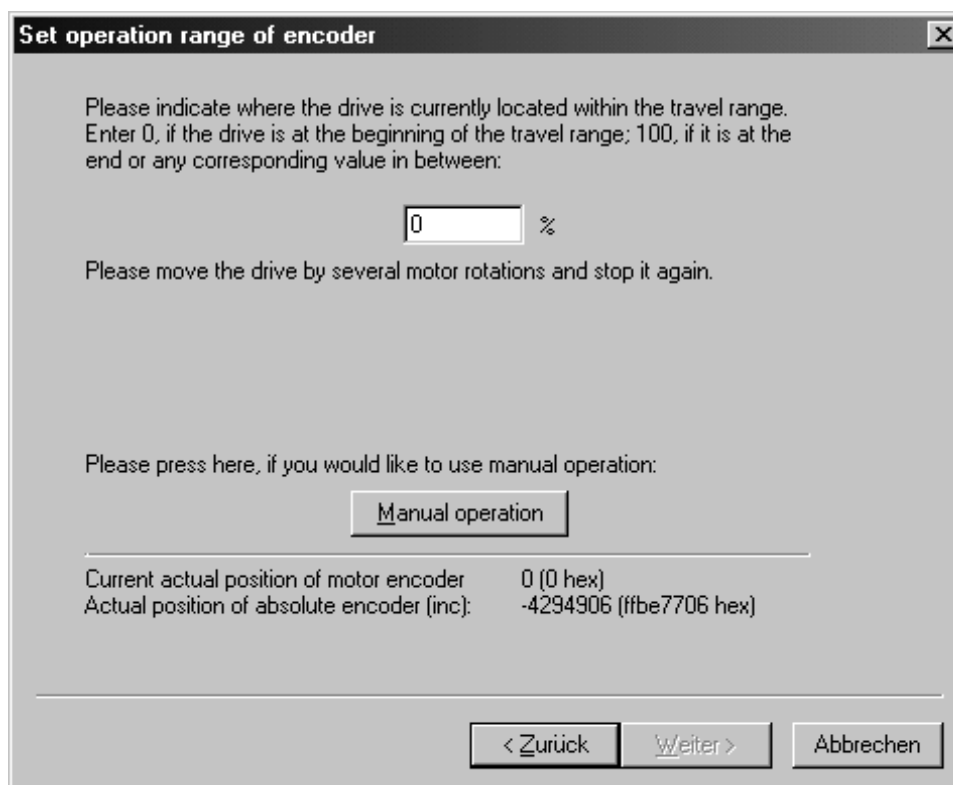 Set operation range of encoder
Please indicate where the drive is currently located within the travel range.
Enter 0, if the drive is at the beginning of the travel range; 100, if it is at the
end or any corresponding value in between:
0 %
Please move the drive by several motor rotations and stop it again.
Please press here, if you would like to use manual operation:
Manual operation
Current actual position of motor encoder 0 (0 hex)
Actual position of absolute encoder (inc): -4294906 (ffbe7706 hex)
< Zurück Weiter > Abbrechen